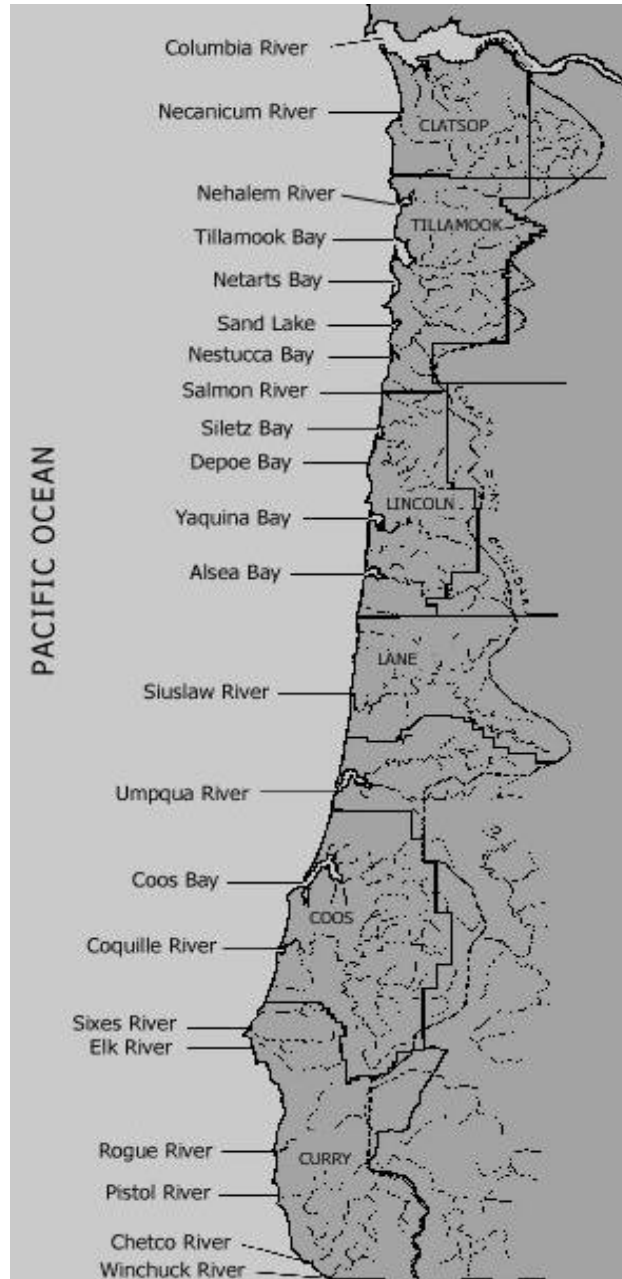 Columbia River
Necanicum River
CLATSOP
Nehalem River
TILLAMOOK
Tillamook Bay
Netarts Bay
Sand Lake
Nestucca Bay
Salmon River
Siletz Bay
Depoe Bay
LINCOLN
Yaquina Bay
Alsea Bay
PACIFIC OCEAN
LANE
Siuslaw River
Umpqua River
Coos Bay
COOS
Coquille River
Sixes River
Elk River
Rogue River
CURRY
Pistol River
Chetco River
Winchuck River